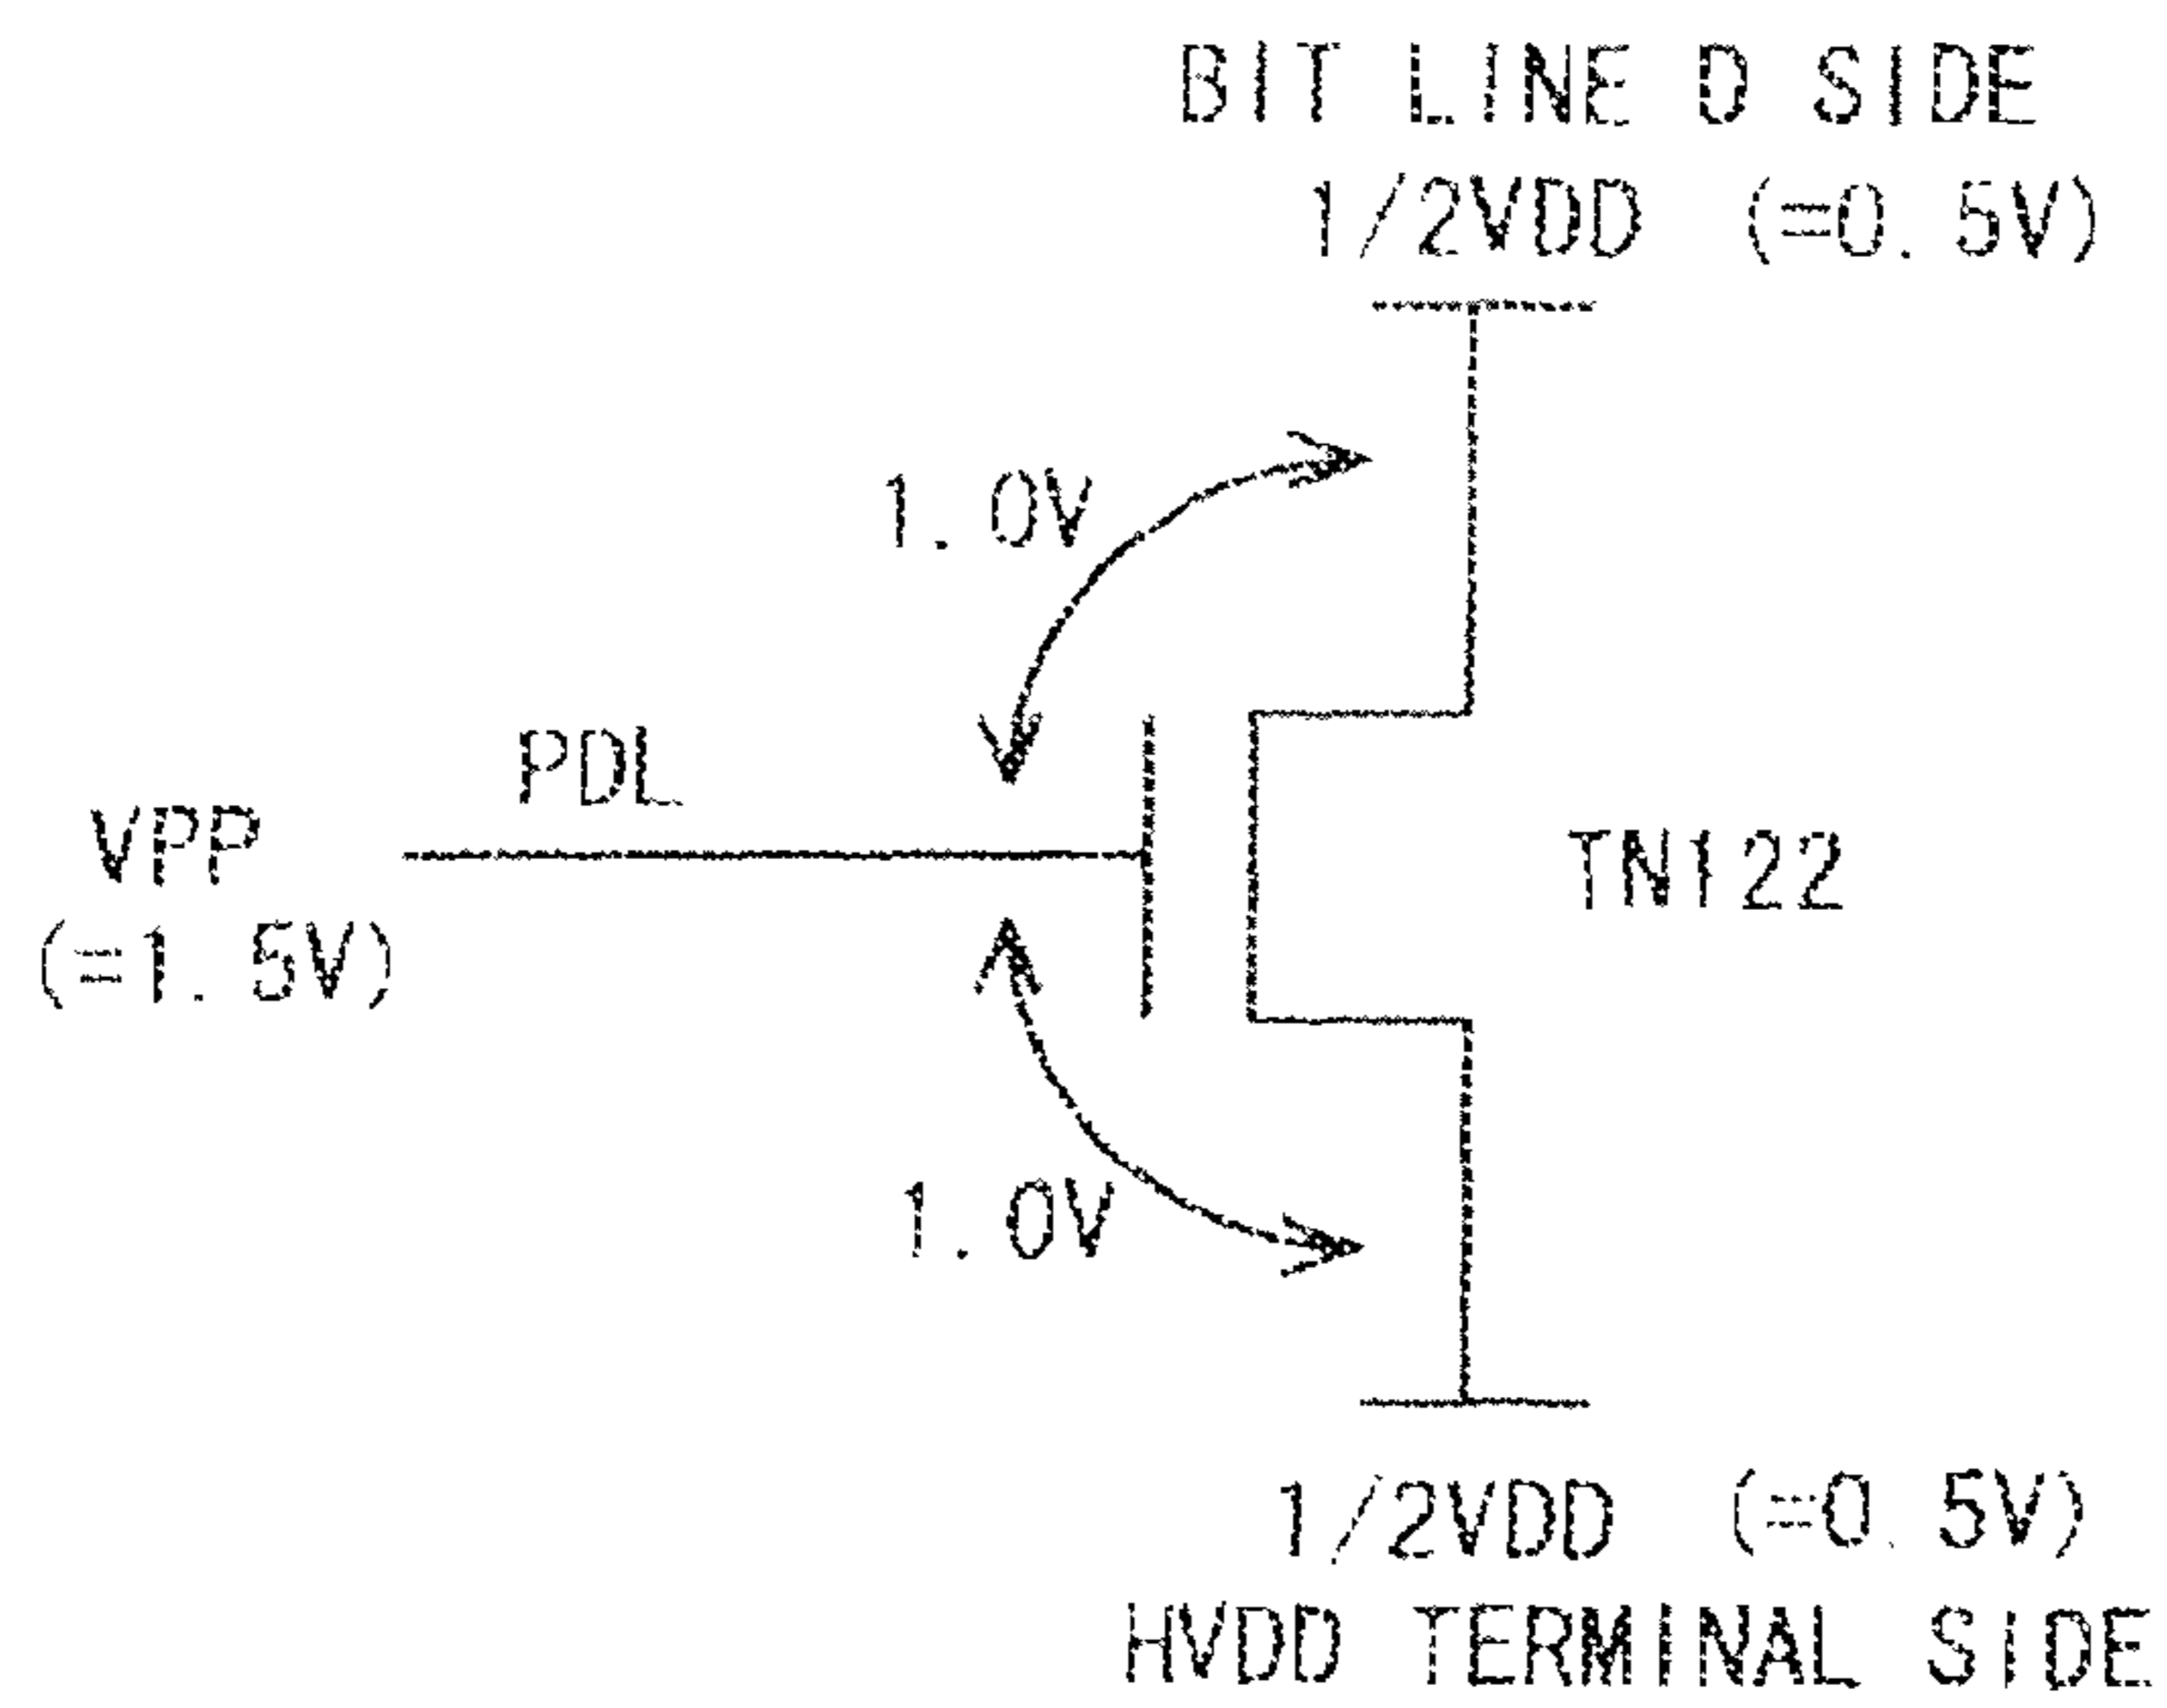 BIT LINE D SIDE
1/2VDD (=0.5V)
1.0V
PDL
VPP
(=1.5V)
TN122
1.0V
1/2VDD (=0.5V)
HVDD TERMINAL SIDE